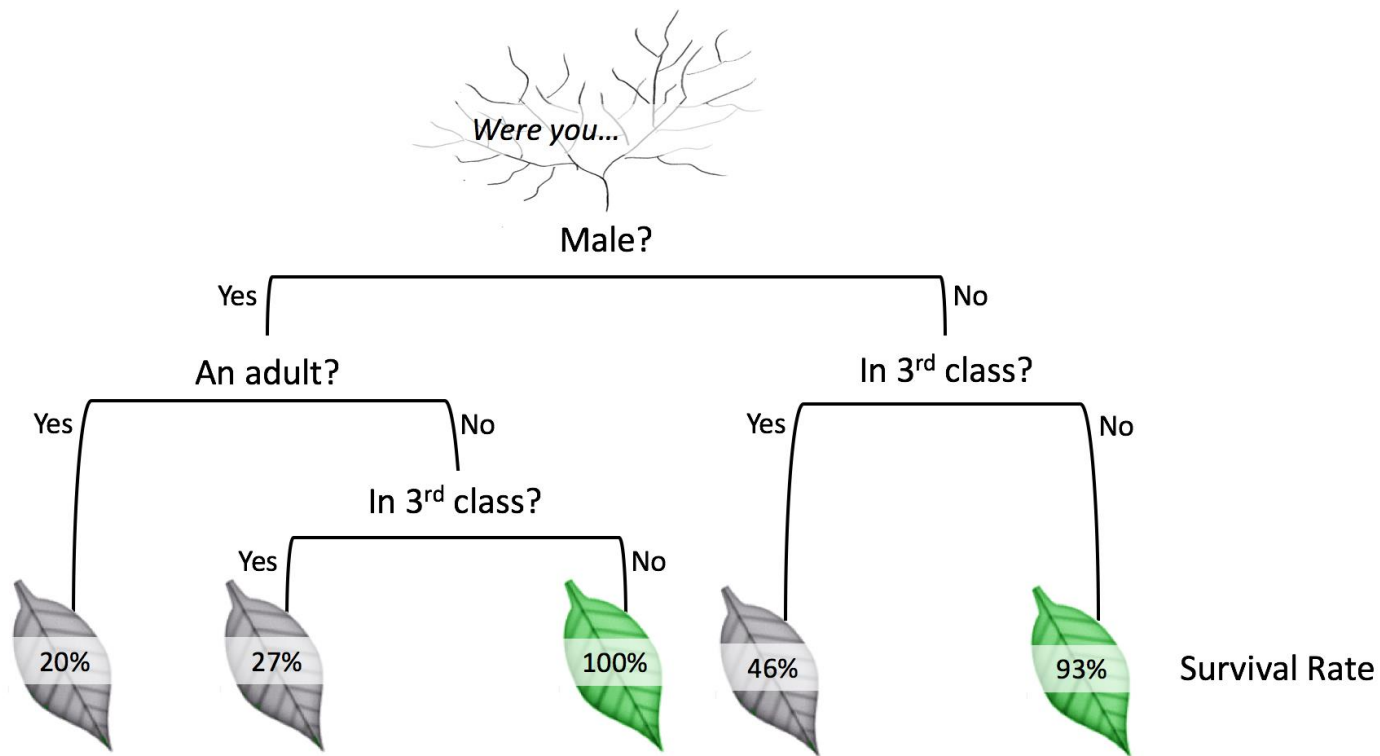 Were you...
Male?
Yes
No
An adult?
In 3rd class?
Yes
No
Yes
No
In 3rd class?
Yes
No
20%
27%
100%
46%
93%
Survival Rate